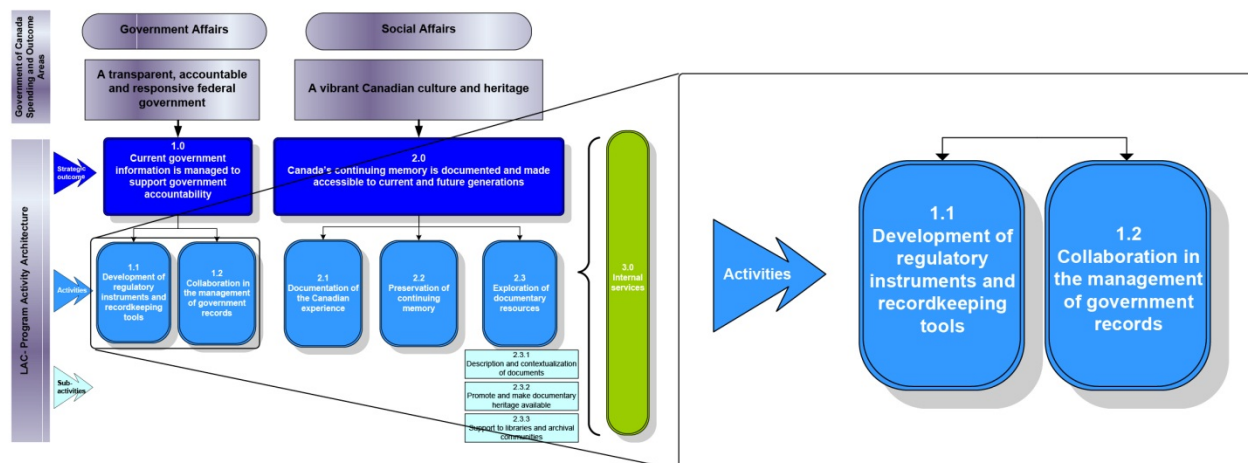 Government of Canada
Spending and Outcome
Areas
Government Affairs
Social Affairs
A transparent, accountable
and responsive federal
government
A vibrant Canadian culture and heritage
LAC- Program Activity Architecture
Strategic
outcome
1.0
Current government
information is managed to
support government
accountability
2.0
Canada's continuing memory is documented and made
accessible to current and future generations
3.0
Internal
services
Activities
1.1
Development of
regulatory
instruments and
recordkeeping
tools
1.2
Collaboration in
the management
of government
records
2.1
Documentation of
the Canadian
experience
2.2
Preservation of
continuing
memory
2.3
Exploration of
documentary
resources
Sub-
activities
2.3.1
Description and contextualization
of documents
2.3.2
Promote and make documentary
heritage available
2.3.3
Support to libraries and archival
communities
Activities
1.1
Development of
regulatory
instruments and
recordkeeping
tools
1.2
Collaboration in
the management
of government
records